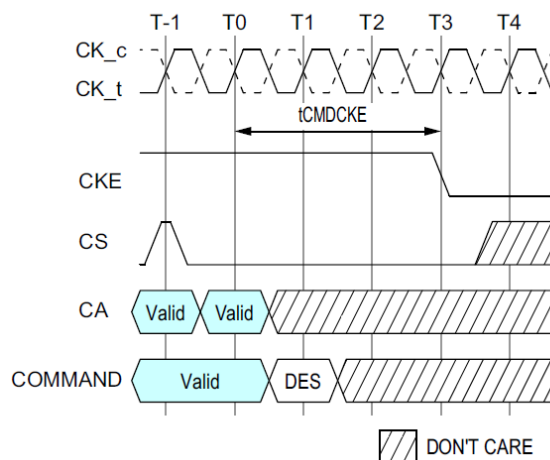 T-1 T0 T1 T2 T3 T4
CK_c
CK_t
tCMDCKE
CKE
CS
CA Valid Valid
COMMAND Valid DES
DON'T CARE